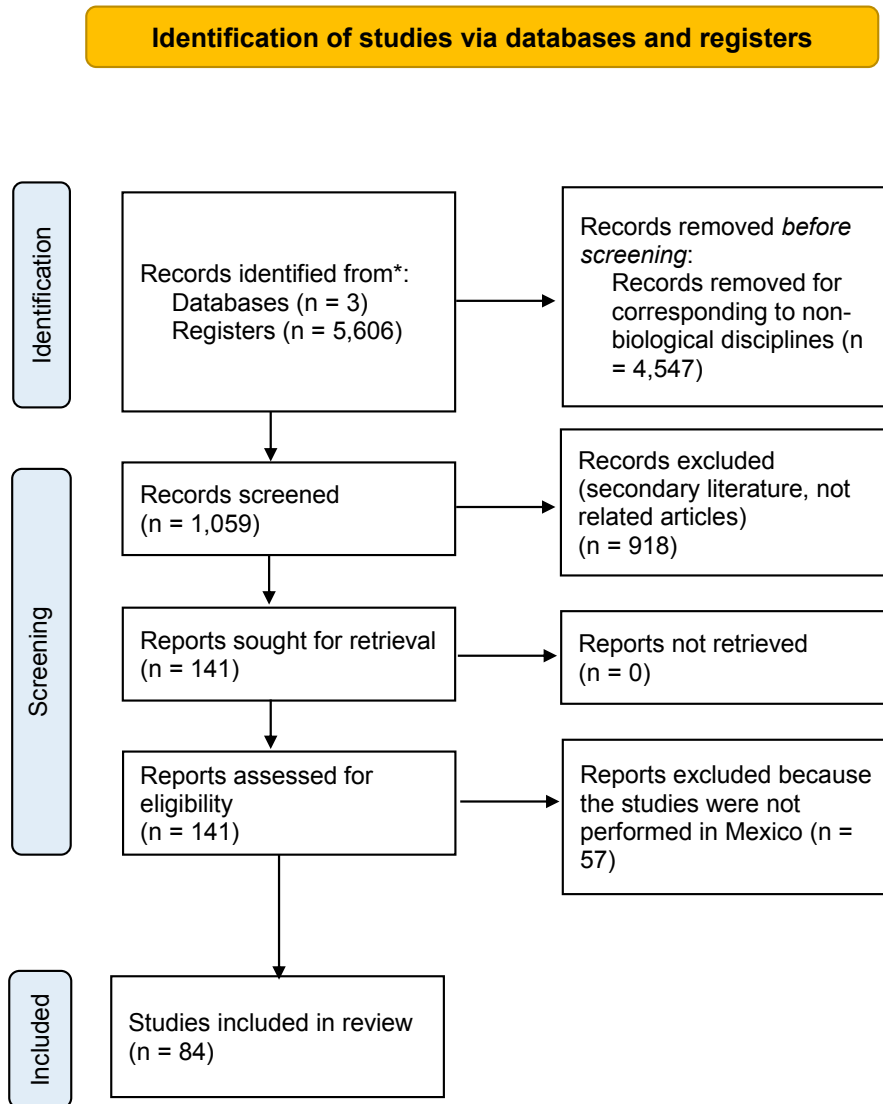 Identification of studies via databases and registers
Identification
Records identified from*:
Databases (n = 3)
Registers (n = 5,606)
Records removed before
screening:
Records removed for
corresponding to non-
biological disciplines (n
= 4,547)
Screening
Records screened
(n = 1,059)
Records excluded
(secondary literature, not
related articles)
(n = 918)
Reports sought for retrieval
(n = 141)
Reports not retrieved
(n = 0)
Reports assessed for
eligibility
(n = 141)
Reports excluded because
the studies were not
performed in Mexico (n =
57)
Included
Studies included in review
(n = 84)